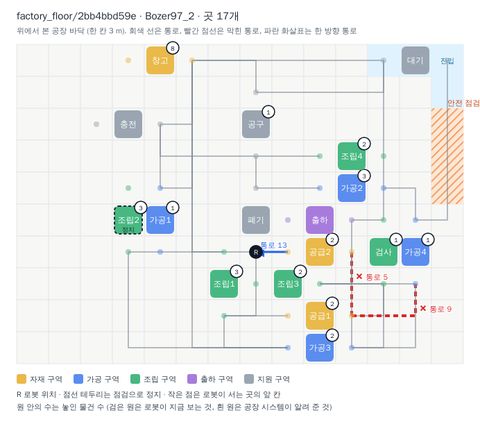 factory_floor/2bb4bbd59e · Bozer97_2 · 곳 17개
위에서 본 공장 바닥 (한 칸 3 m). 회색 선은 통로, 빨간 점선은 막힌 통로, 파란 화살표는 한 방향 통로
8
창고
대기
전립
안전 점검
충전
1
공구
2
조립4
3
가공2
3
조립2
정지
1
가공1
폐기
출하
R
통로 13
2
공급2
1
검사
1
가공4
3
조립1
2
조립3
✕ 통로 5
2
공급1
✕ 통로 9
2
가공3
자재 구역
가공 구역
조립 구역
출하 구역
지원 구역
R 로봇 위치 · 점선 테두리는 점검으로 정지 · 작은 점은 로봇이 서는 곳의 앞 칸
원 안의 수는 놓인 물건 수 (검은 원은 로봇이 지금 보는 것, 흰 원은 공장 시스템이 알려 준 것)